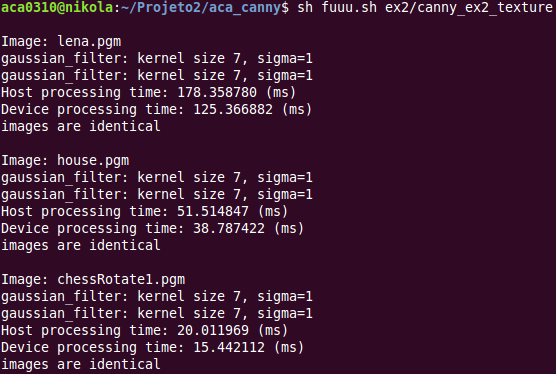 aca0310@nikola:~/Projeto2/aca_canny$ sh fuuu.sh ex2/canny_ex2_texture
Image: lena.pgm
gaussian_filter: kernel size 7, sigma=1
gaussian_filter: kernel size 7, sigma=1
Host processing time: 178.358780 (ms)
Device processing time: 125.366882 (ms)
images are identical
Image: house.pgm
gaussian_filter: kernel size 7, sigma=1
gaussian_filter: kernel size 7, sigma=1
Host processing time: 51.514847 (ms)
Device processing time: 38.787422 (ms)
images are identical
Image: chessRotate1.pgm
gaussian_filter: kernel size 7, sigma=1
gaussian_filter: kernel size 7, sigma=1
Host processing time: 20.011969 (ms)
Device processing time: 15.442112 (ms)
images are identical